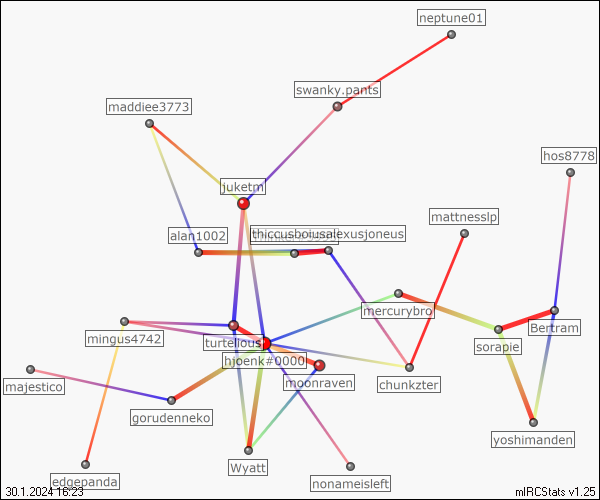 neptune01
swanky.pants
maddiee3773
hos8778
juketm
mattnesslp
alan1002
thiccusboiusalexusjoneus
mercurybro
Bertram
sorapie
mingus4742
turtellous
hjoenk#0000
moonraven
chunkzter
majestico
gorudenneko
yoshimanden
Wyatt
edgepanda
nonameisleft
30.1.2024 16:23
mIRCStats v1.25